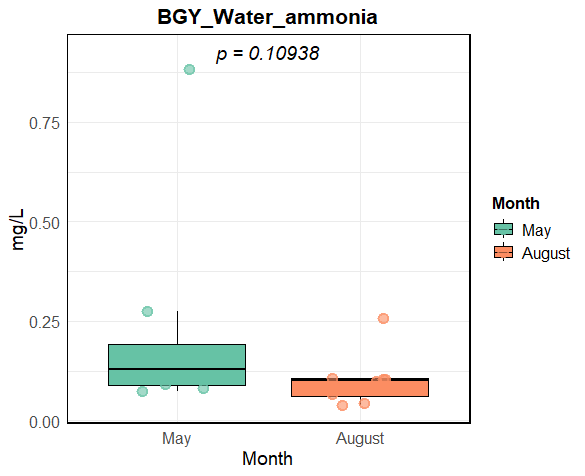 BGY_Water_ammonia
p = 0.10938
0.75
0.50
0.25
0.00
mg/L
May
August
Month
Month
May
August